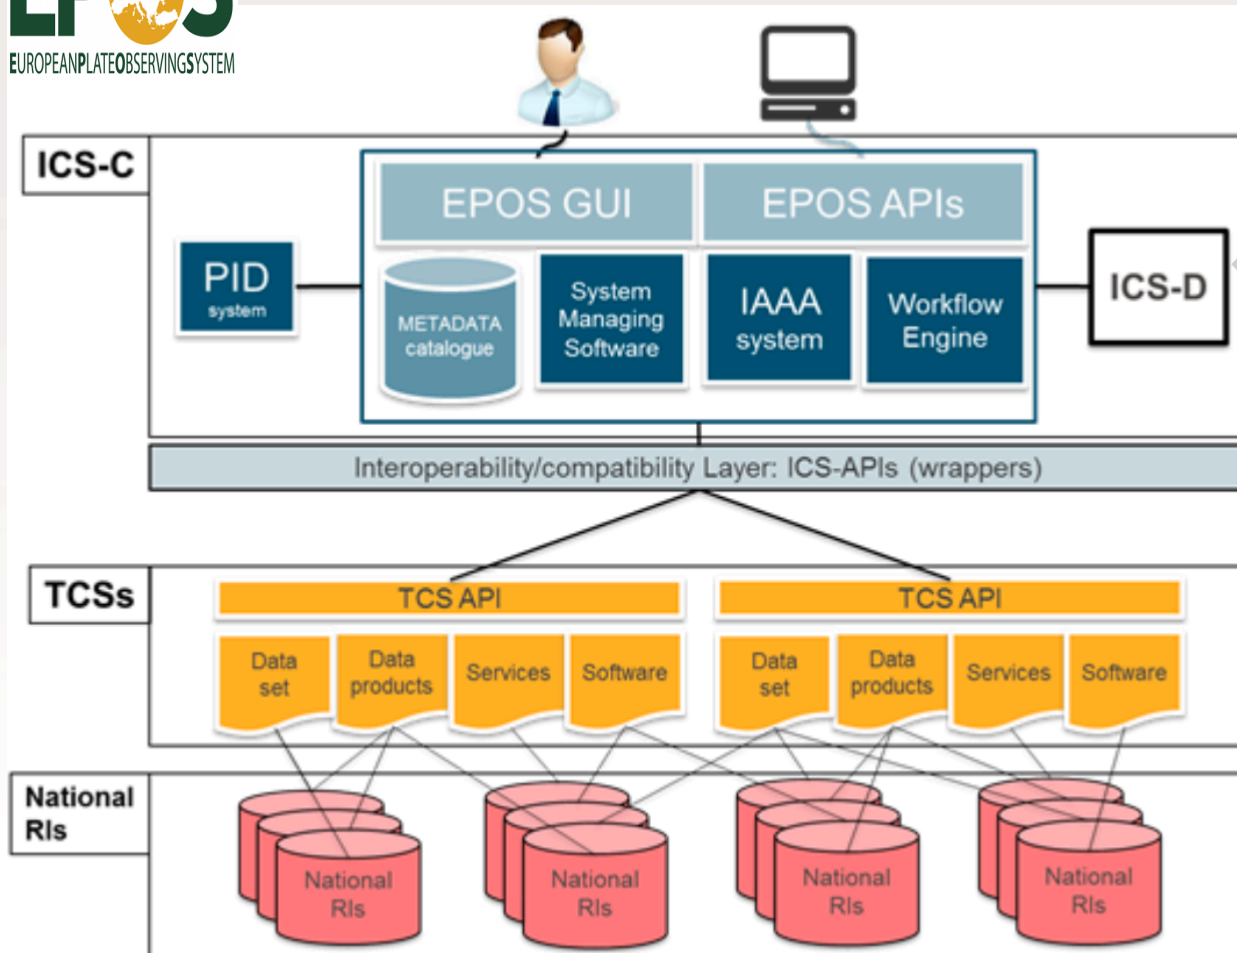 EPOS
EUROPEANPLATEOBSERVINGSYSTEM
ICS-C
EPOS GUI
EPOS APIs
PID
system
METADATA
catalogue
System
Managing
Software
IAAA
system
Workflow
Engine
ICS-D
Interoperability/compatibility Layer: ICS-APIs (wrappers)
TCSs
TCS API
TCS API
Data
set
Data
products
Services
Software
Data
set
Data
products
Services
Software
National
RIs
National
RIs
National
RIs
National
RIs
National
RIs